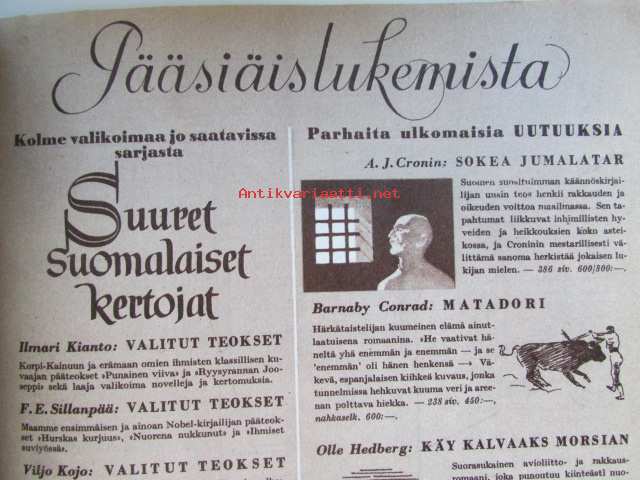 Pääsiäislukemista
Kolme valikoimaa jo saatavissa
sarjasta
Suuret
suomalaiset
kertojat
Ilmari Kianto: VALITUT TEOKSET
Korpi-Kainuun ja erämaan omien ihmisten klassillisen ku-
vaajan pääteokset »Punainen viiva» ja »Ryysyrannan Joo-
seppi» sekä laaja valikoima novelleja ja kertomuksia.
F. E. Sillanpää: VALITUT TEOKSET
Maamme ensimmäisen ja ainoan Nobel-kirjailijan pääteok-
set »Hurskas kurjuus», »Nuorena nukkunut» ja »Ihmiset
suviyössä».
Viljo Kojo: VALITUT TEOKSET
Parhaita ulkomaisia UUTUUKSIA
A. J. Cronin: SOKEA JUMALATAR
Suomen suosituimman käännöskirjai-
lijan uusin teos henkii rakkauden ja
oikeuden voittoa maailmassa. Sen ta-
pahtumat liikkuvat inhimillisten hy-
veiden ja heikkouksien koko astei-
kossa, ja Croninin mestarillisesti vä-
littämä sanoma herkistää jokaisen lu-
kijan mielen. — 386 siv. 600/800:—.
Barnaby Conrad: MATADORI
Härkätaistelijan kuumeinen elämä ainut-
laatuisena romaanina. »He vaativat hä-
neltä yhä enemmän ja enemmän — ja se
'enemmän' oli hänen henkensä —» Vä-
kevä, espanjalaisen kiihkeä kuvaus, jonka
tunnelmissa hehkuvat kuuma veri ja aree-
nan polttava hiekka. — 238 siv. 450:—,
nahkaselk. 600:—.
Olle Hedberg: KÄY KALVAAKS MORSIAN
Suorasukainen avioliitto- ja rakkaus-
romaani, joka punoutuu kiinteästi
Antikvariaatti.net